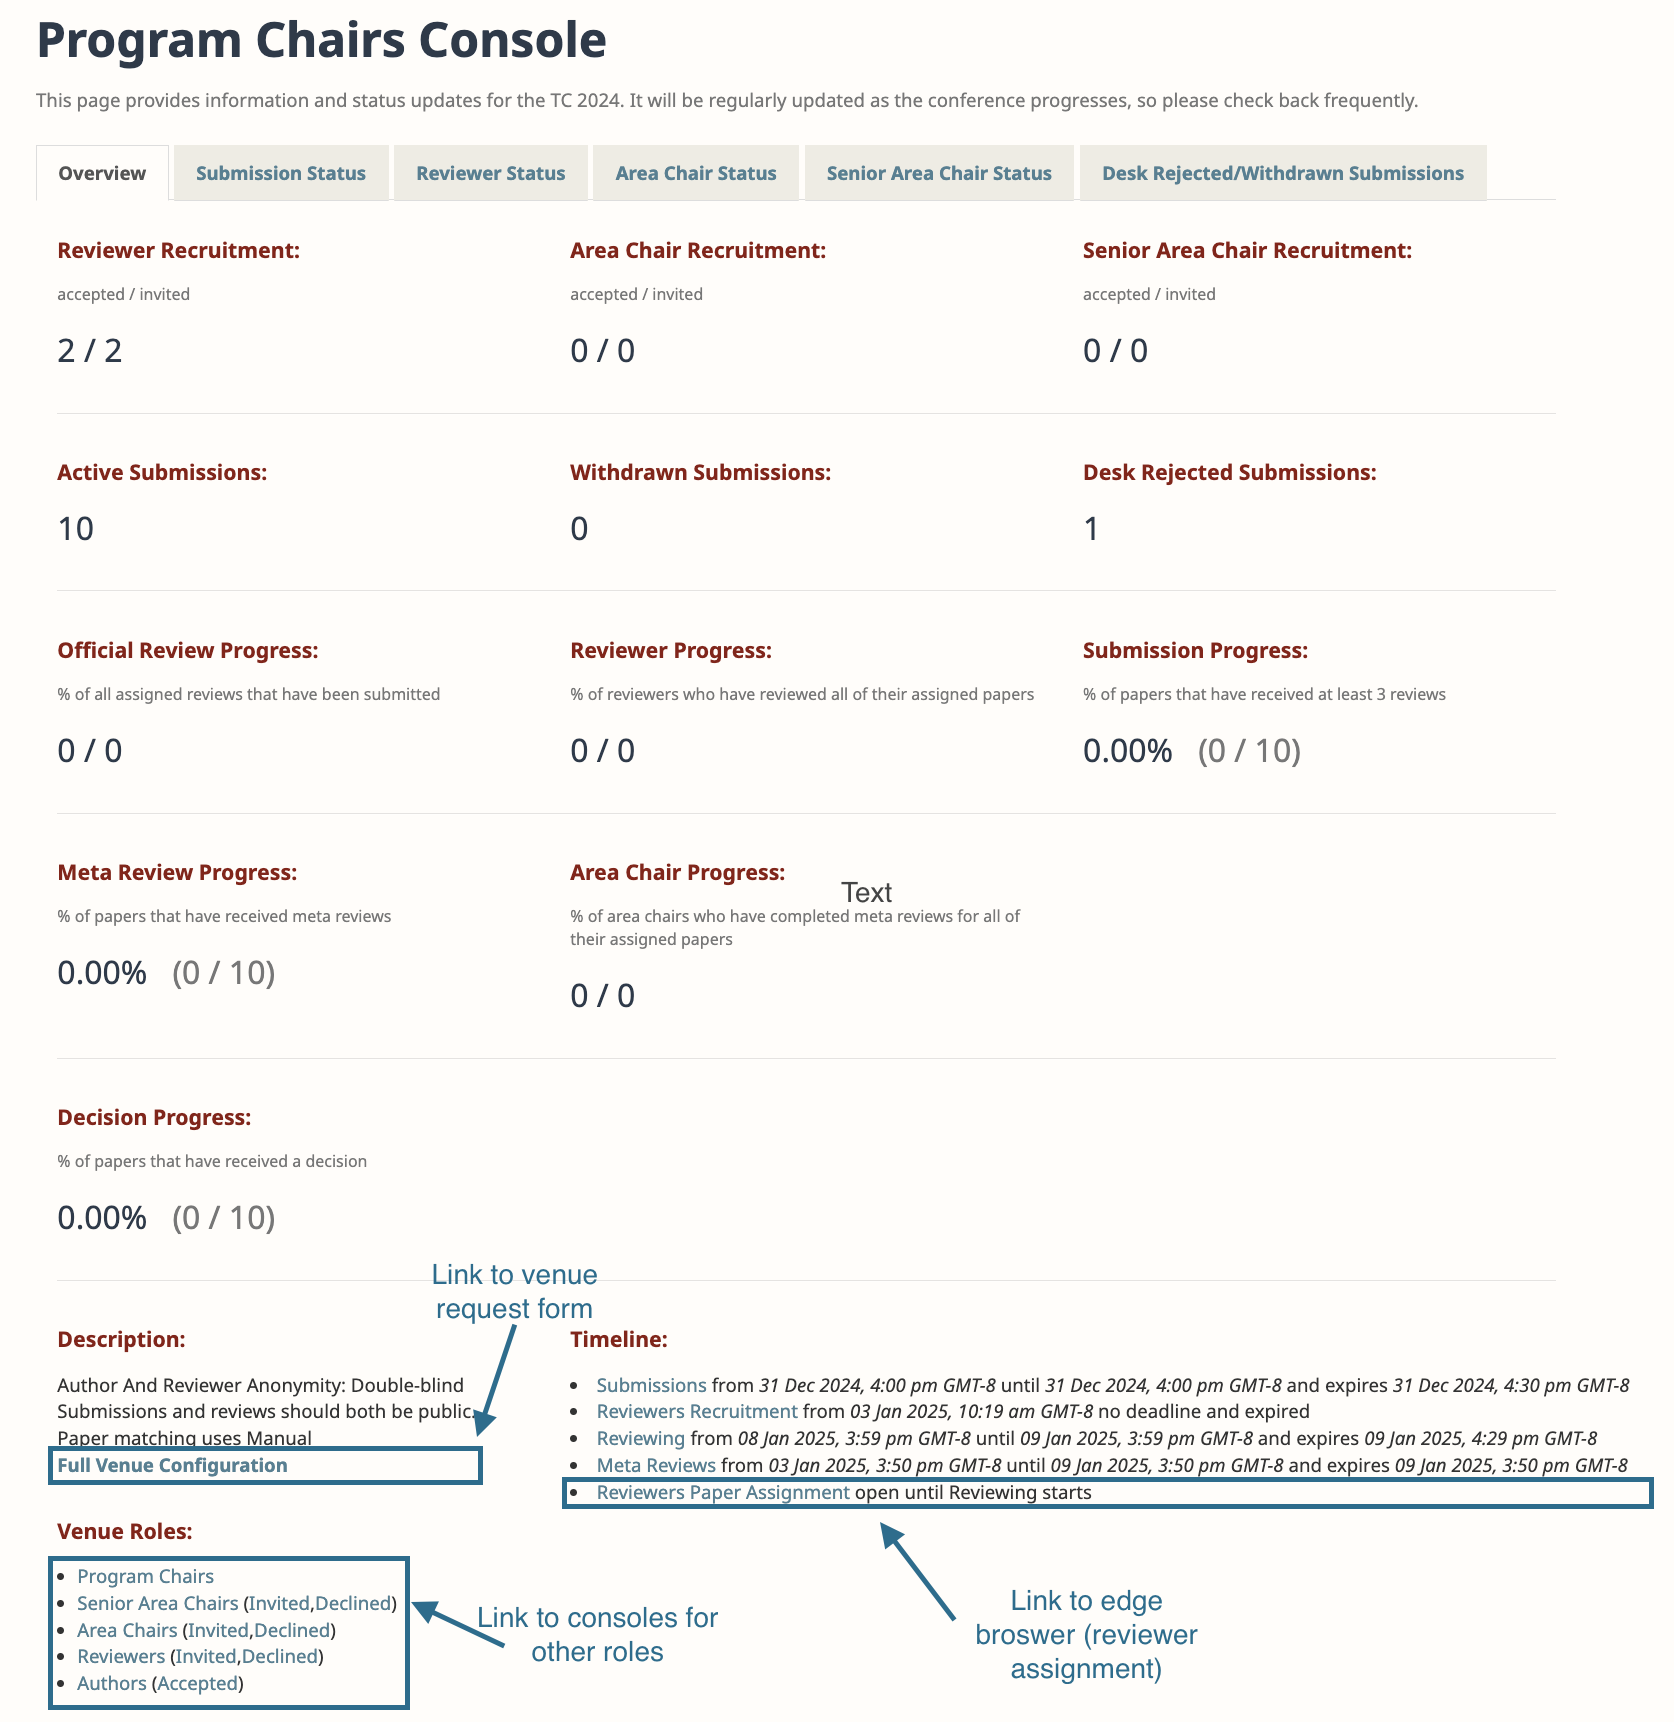 Program Chairs Console
This page provides information and status updates for the TC 2024. It will be regularly updated as the conference progresses, so please check back frequently.
Overview
Submission Status
Reviewer Status
Area Chair Status
Senior Area Chair Status
Desk Rejected/Withdrawn Submissions
Reviewer Recruitment:
accepted / invited
2 / 2
Area Chair Recruitment:
accepted / invited
0 / 0
Senior Area Chair Recruitment:
accepted / invited
0 / 0
Active Submissions:
10
Withdrawn Submissions:
0
Desk Rejected Submissions:
1
Official Review Progress:
% of all assigned reviews that have been submitted
0 / 0
Reviewer Progress:
% of reviewers who have reviewed all of their assigned papers
0 / 0
Submission Progress:
% of papers that have received at least 3 reviews
0.00% (0 / 10)
Meta Review Progress:
% of papers that have received meta reviews
0.00% (0 / 10)
Area Chair Progress:
Text
% of area chairs who have completed meta reviews for all of
their assigned papers
0 / 0
Decision Progress:
% of papers that have received a decision
0.00% (0 / 10)
Link to venue
request form
Description:
Author And Reviewer Anonymity: Double-blind
Submissions and reviews should both be public.
Paper matching uses Manual
Full Venue Configuration
Timeline:
• Submissions from 31 Dec 2024, 4:00 pm GMT-8 until 31 Dec 2024, 4:00 pm GMT-8 and expires 31 Dec 2024, 4:30 pm GMT-8
• Reviewers Recruitment from 03 Jan 2025, 10:19 am GMT-8 no deadline and expired
• Reviewing from 08 Jan 2025, 3:59 pm GMT-8 until 09 Jan 2025, 3:59 pm GMT-8 and expires 09 Jan 2025, 4:29 pm GMT-8
• Meta Reviews from 03 Jan 2025, 3:50 pm GMT-8 until 09 Jan 2025, 3:50 pm GMT-8 and expires 09 Jan 2025, 3:50 pm GMT-8
• Reviewers Paper Assignment open until Reviewing starts
Venue Roles:
• Program Chairs
• Senior Area Chairs (Invited,Declined)
• Area Chairs (Invited,Declined)
• Reviewers (Invited,Declined)
• Authors (Accepted)
Link to consoles for
other roles
Link to edge
broswer (reviewer
assignment)